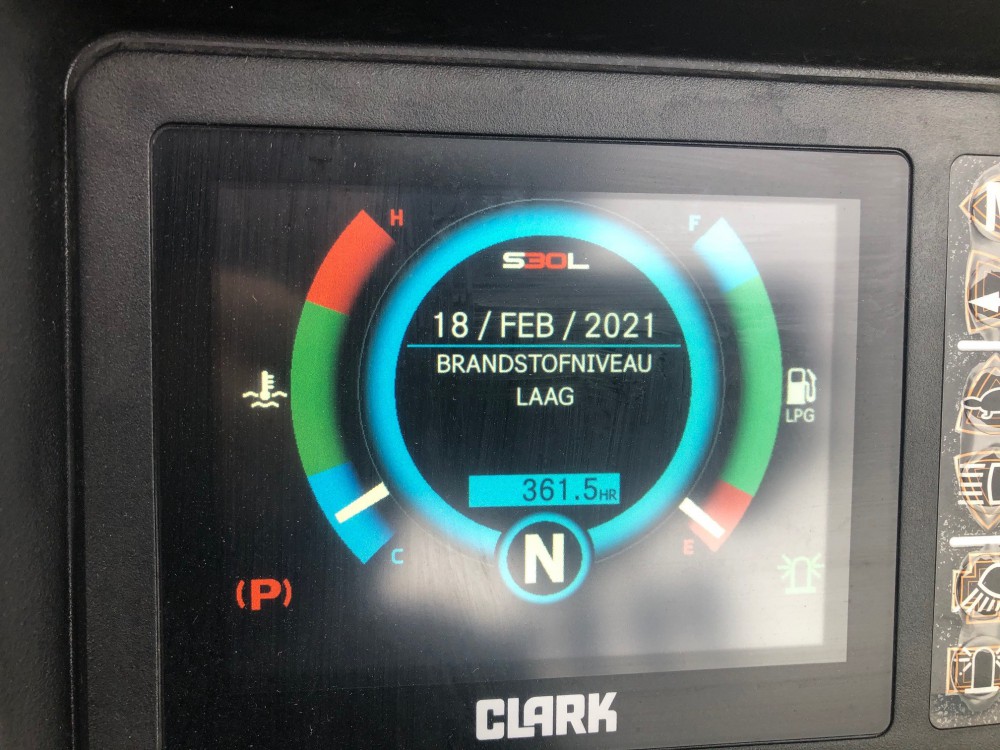 H
F
S30L
18 / FEB / 2021
BRANDSTOFNIVEAU
LAAG
LPG
361.5HR
C
N
E
(P)
CLARK